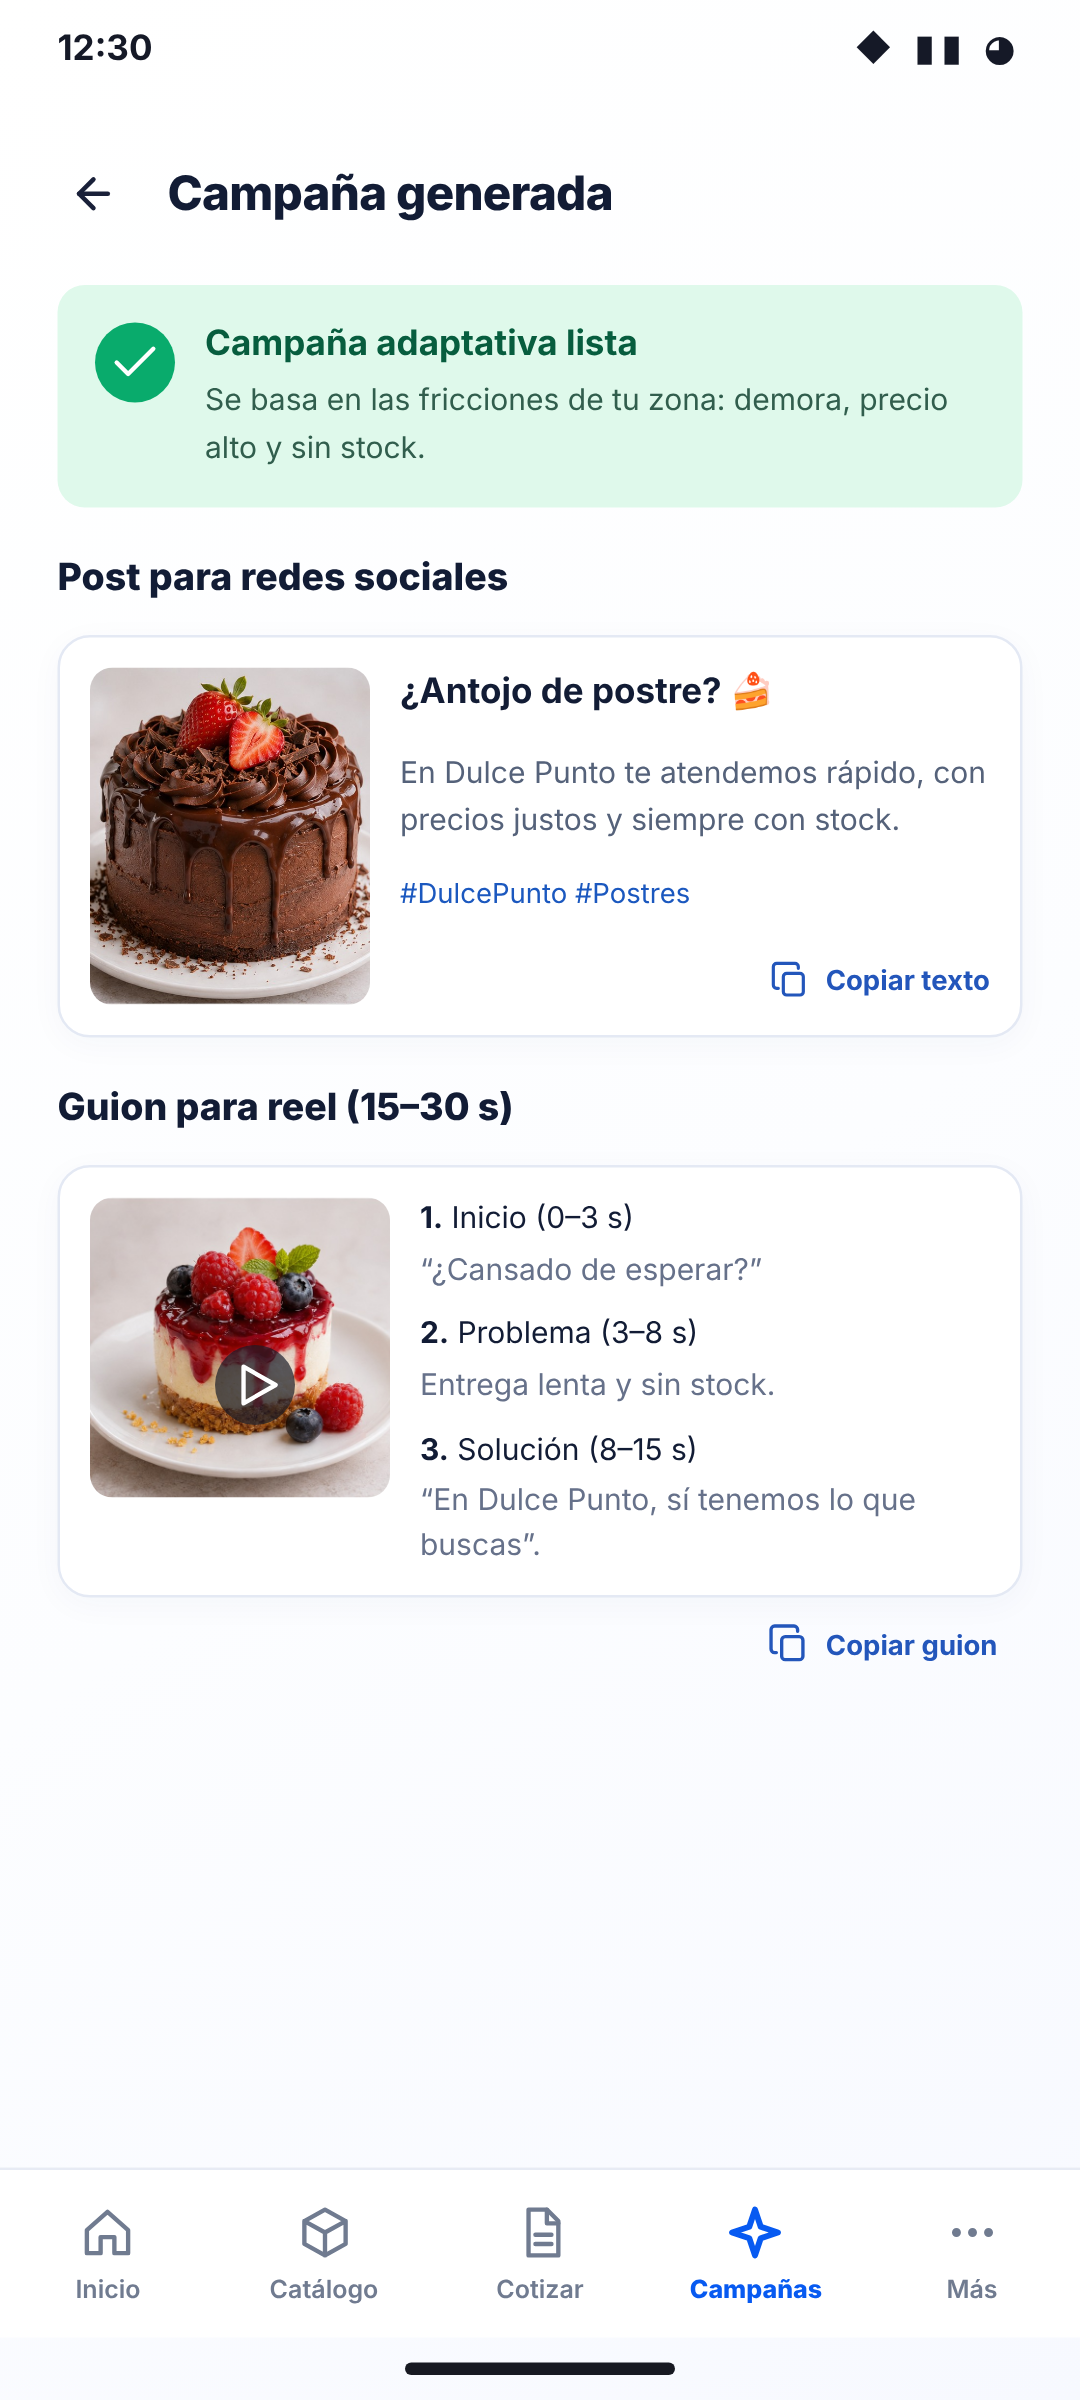 12:30
Campaña generada
Campaña adaptativa lista
Se basa en las fricciones de tu zona: demora, precio
alto y sin stock.
Post para redes sociales
¿Antojo de postre? 🍰
En Dulce Punto te atendemos rápido, con
precios justos y siempre con stock.
#DulcePunto #Postres
Copiar texto
Guion para reel (15–30 s)
1. Inicio (0–3 s)
“¿Cansado de esperar?”
2. Problema (3–8 s)
Entrega lenta y sin stock.
3. Solución (8–15 s)
“En Dulce Punto, sí tenemos lo que
buscas”.
Copiar guion
Inicio
Catálogo
Cotizar
Campañas
Más